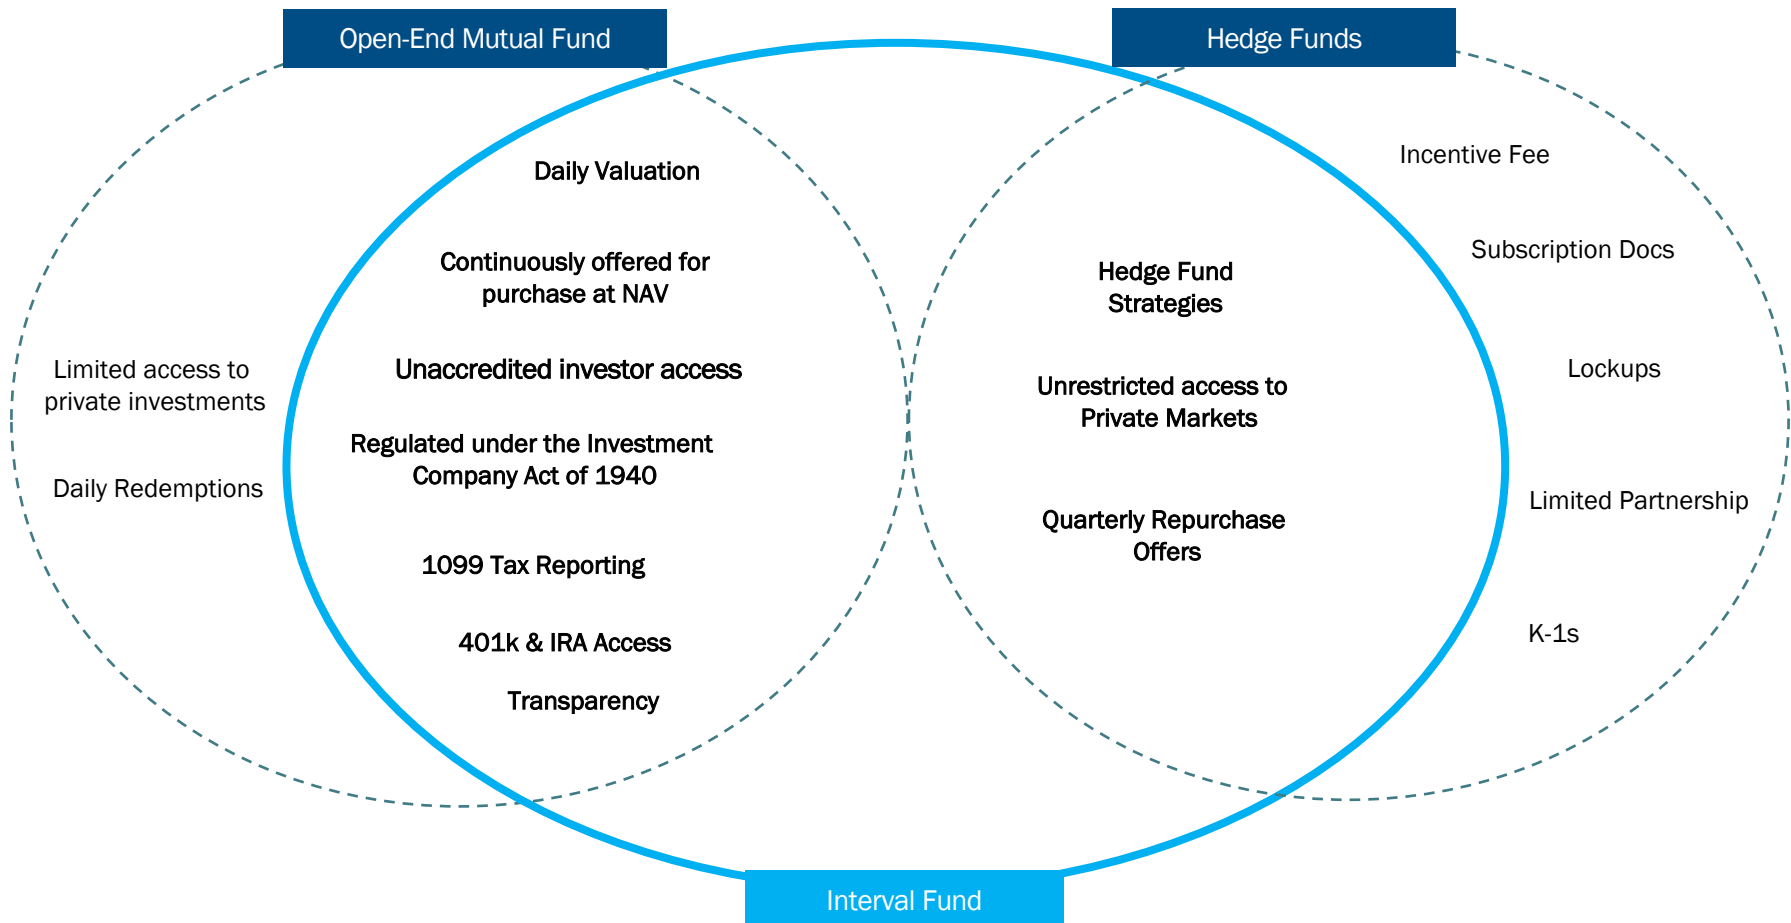 Open-End Mutual Fund
Hedge Funds
Limited access to
private investments
Daily Redemptions
Daily Valuation
Continuously offered for
purchase at NAV
Unaccredited investor access
Regulated under the Investment
Company Act of 1940
1099 Tax Reporting
401k & IRA Access
Transparency
Hedge Fund
Strategies
Unrestricted access to
Private Markets
Quarterly Repurchase
Offers
Incentive Fee
Subscription Docs
Lockups
Limited Partnership
K-1s
Interval Fund